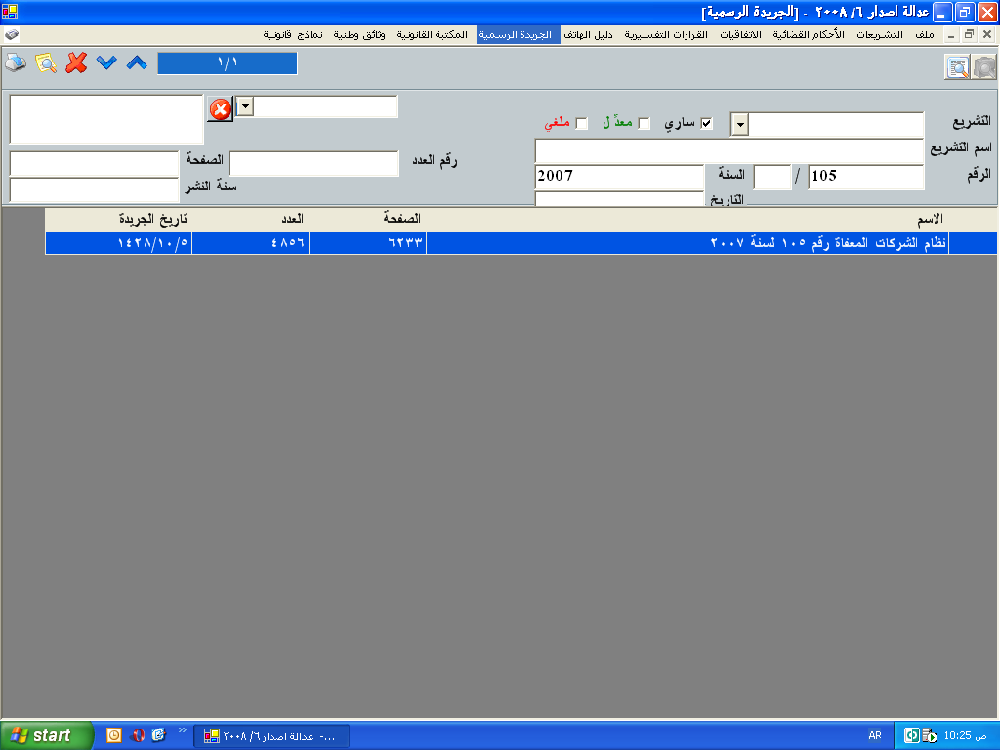 عدالة اصدار ٦/ ٢٠٠٨ - [الجريدة الرسمية]
ملف التشريعات الأحكام القضائية الاتفاقيات القرارات التفسيرية دليل الهاتف الجريدة الرسمية المكتبة القانونية وثائق وطنية نماذج قانونية
١/١
التشريع ساري معدّل ملغي
اسم التشريع
الرقم 105 / السنة 2007
التاريخ
رقم العدد الصفحة
سنة النشر
الاسم الصفحة العدد تاريخ الجريدة
نظام الشركات المعفاة رقم ١٠٥ لسنة ٢٠٠٧ ٦٢٣٣ ٤٨٥٦ ١٤٢٨/١٠/٥
start
عدالة اصدار ٦/ ٢٠٠٨ -...
AR
10:25 ص